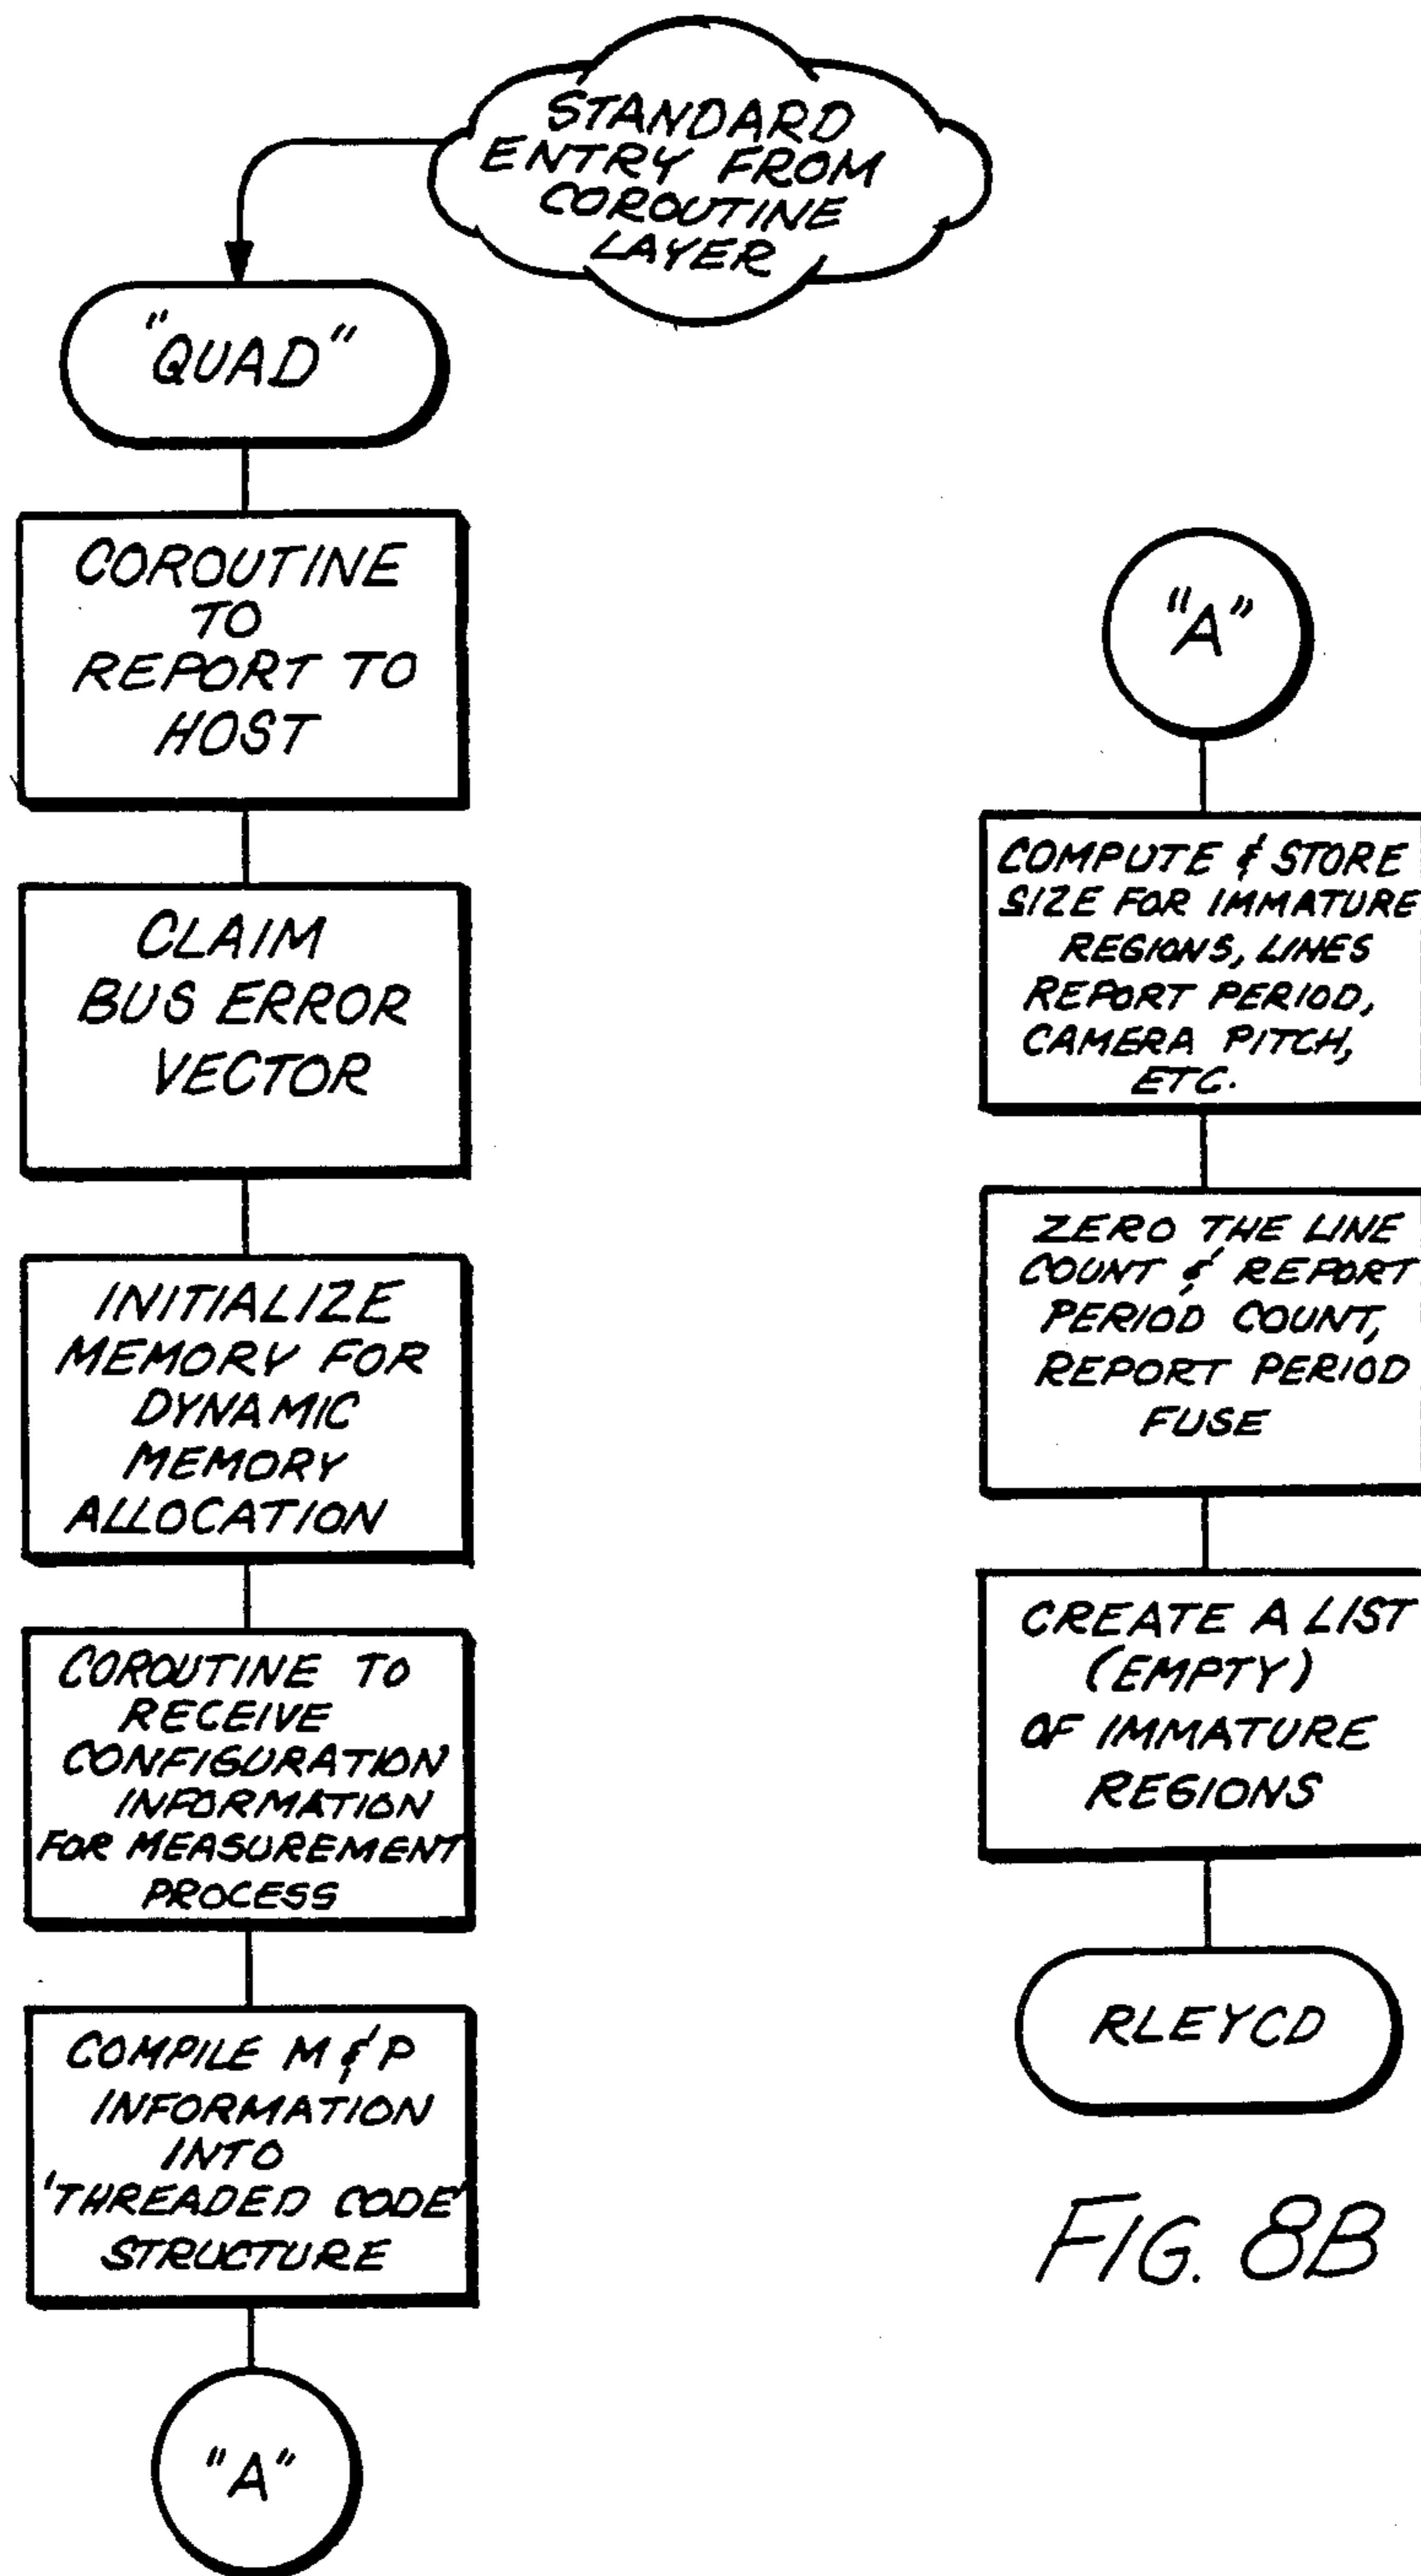 STANDARD
ENTRY FROM
COROUTINE
LAYER
"QUAD"
COROUTINE
TO
REPORT TO
HOST
CLAIM
BUS ERROR
VECTOR
INITIALIZE
MEMORY FOR
DYNAMIC
MEMORY
ALLOCATION
COROUTINE TO
RECEIVE
CONFIGURATION
INFORMATION
FOR MEASUREMENT
PROCESS
COMPILE M & P
INFORMATION
INTO
'THREADED CODE'
STRUCTURE
"A"
"A"
COMPUTE & STORE
SIZE FOR IMMATURE
REGIONS, LINES
REPORT PERIOD,
CAMERA PITCH,
ETC.
ZERO THE LINE
COUNT & REPORT
PERIOD COUNT,
REPORT PERIOD
FUSE
CREATE A LIST
(EMPTY)
OF IMMATURE
REGIONS
RLEYCD
FIG. 8B